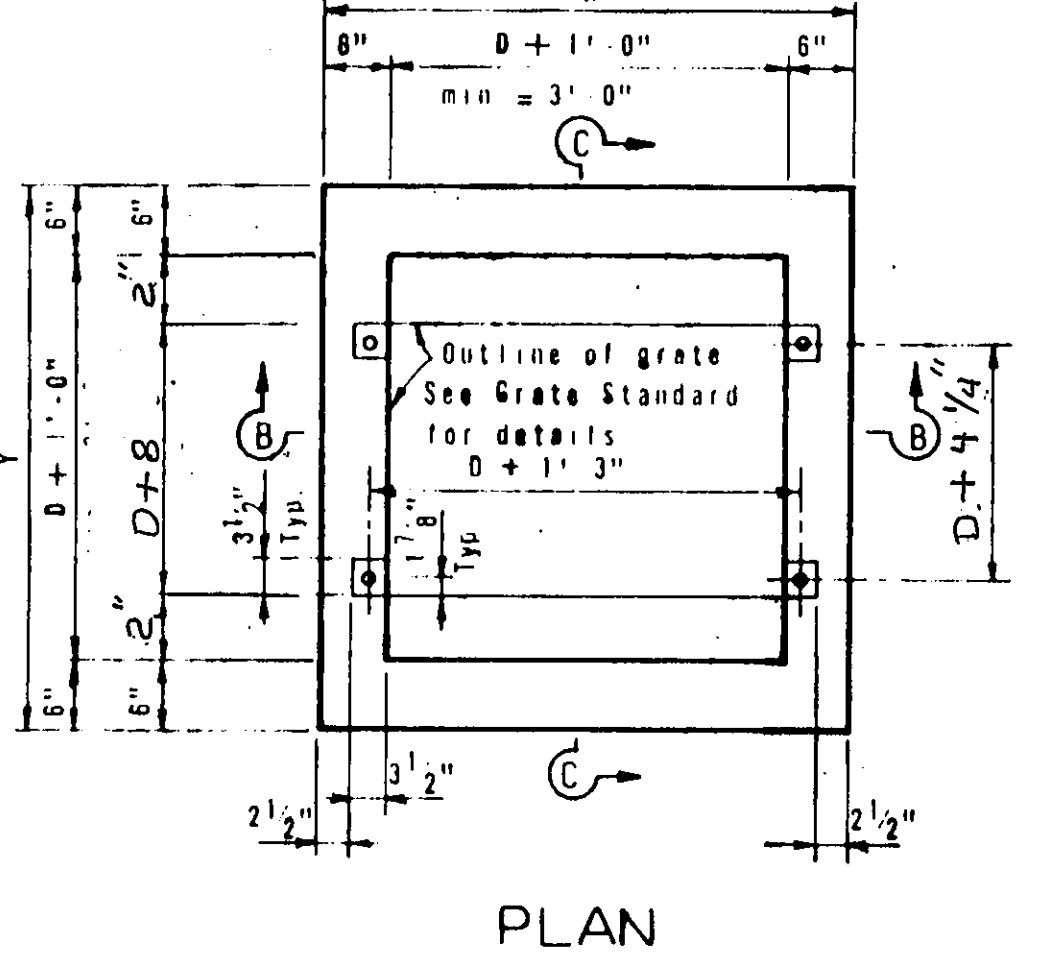 8" D + 1'-0" 6"
min = 3'-0"
C
6"
6"
2"
Outline of grate
See Grate Standard
for details
D + 1' 3"
B
B
Y
D + 1'-0"
D+8
3 1/2"
Typ.
1 7/8"
Typ
D + 4 1/4"
2"
6"
6"
C
3 1/2"
2 1/2"
2 1/2"
PLAN